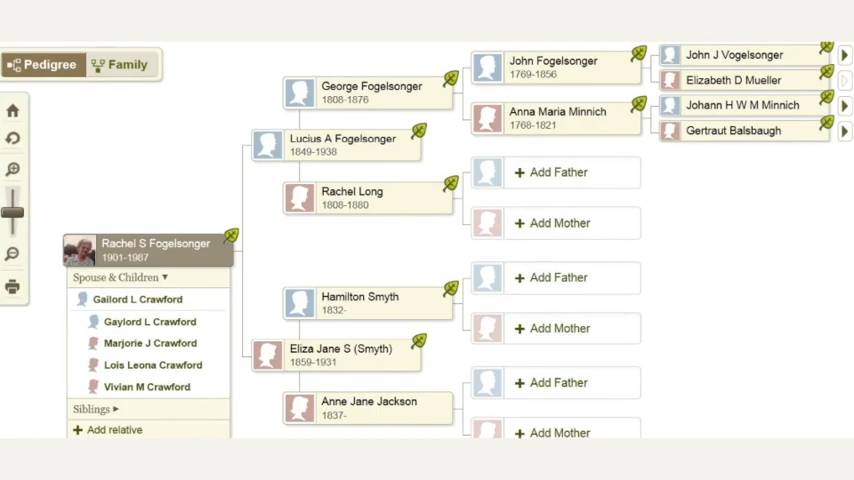 Pedigree
Family
George Fogelsonger
1808-1876
John Fogelsonger
1769-1856
John J Vogelsonger
Elizabeth D Mueller
Anna Maria Minnich
1768-1821
Johann H W M Minnich
Gertraut Balsbaugh
Lucius A Fogelsonger
1849-1938
Rachel Long
1808-1880
+ Add Father
+ Add Mother
Rachel S Fogelsonger
1901-1987
Spouse & Children ▼
Gailord L Crawford
Gaylord L Crawford
Marjorie J Crawford
Lois Leona Crawford
Vivian M Crawford
Siblings ▶
+ Add relative
Hamilton Smyth
1832-
+ Add Father
+ Add Mother
Eliza Jane S (Smyth)
1859-1931
Anne Jane Jackson
1837-
+ Add Father
+ Add Mother